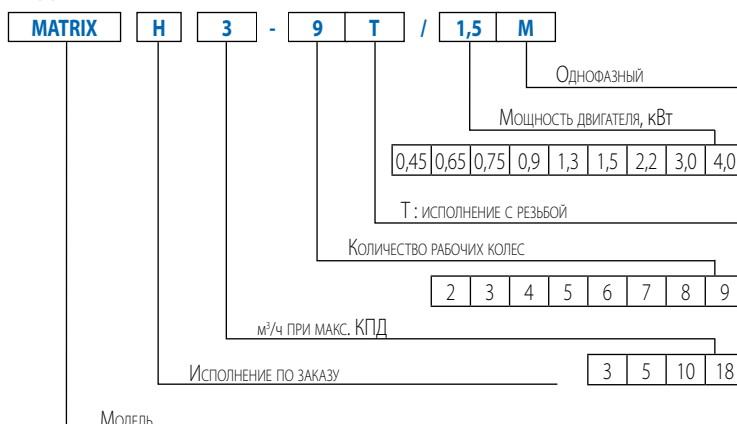 MATRIX H 3 - 9 T / 1,5 M
Однофазный
Мощность двигателя, кВт
0,45 0,65 0,75 0,9 1,3 1,5 2,2 3,0 4,0
T : исполнение с резьбой
Количество рабочих колес
2 3 4 5 6 7 8 9
м³/ч при макс. КПД
3 5 10 18
Исполнение по заказу
Модель